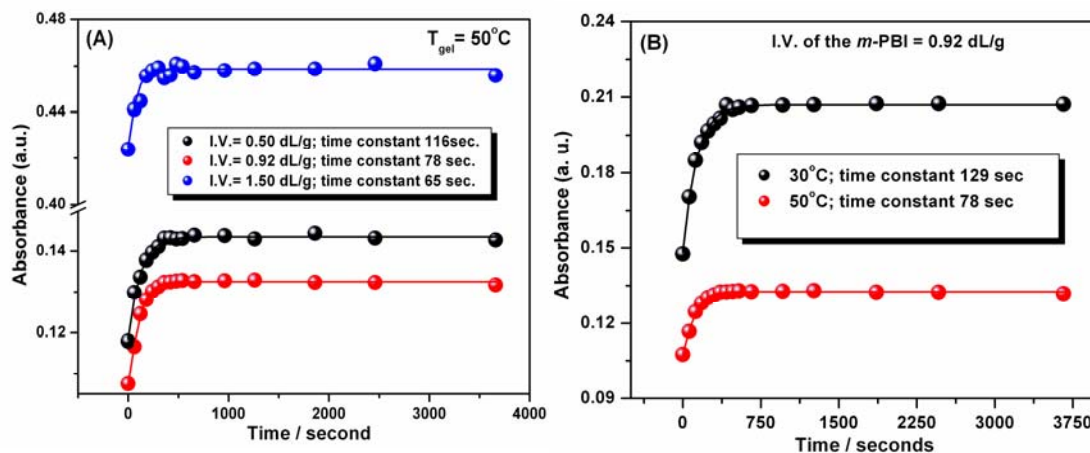 (A)
T_gel = 50°C
I.V.= 0.50 dL/g; time constant 116sec.
I.V.= 0.92 dL/g; time constant 78 sec.
I.V.= 1.50 dL/g; time constant 65 sec.
Absorbance (a.u.)
0.48
0.44
0.40
0.14
0.12
0 1000 2000 3000 4000
Time / second
(B)
I.V. of the m-PBI = 0.92 dL/g
30°C; time constant 129 sec
50°C; time constant 78 sec
Absorbance (a. u.)
0.24
0.21
0.18
0.15
0.12
0.09
0 750 1500 2250 3000 3750
Time / seconds